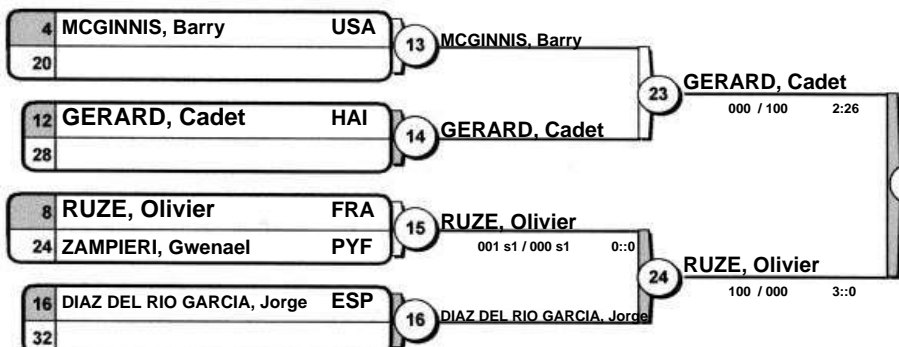 4 MCGINNIS, Barry USA
20
13 MCGINNIS, Barry
12 GERARD, Cadet HAI
28
14 GERARD, Cadet
23 GERARD, Cadet
000 / 100 2:26
8 RUZE, Olivier FRA
24 ZAMPIERI, Gwenael PYF
15 RUZE, Olivier
001 s1 / 000 s1 0::0
16 DIAZ DEL RIO GARCIA, Jorge ESP
32
16 DIAZ DEL RIO GARCIA, Jorge
24 RUZE, Olivier
100 / 000 3::0